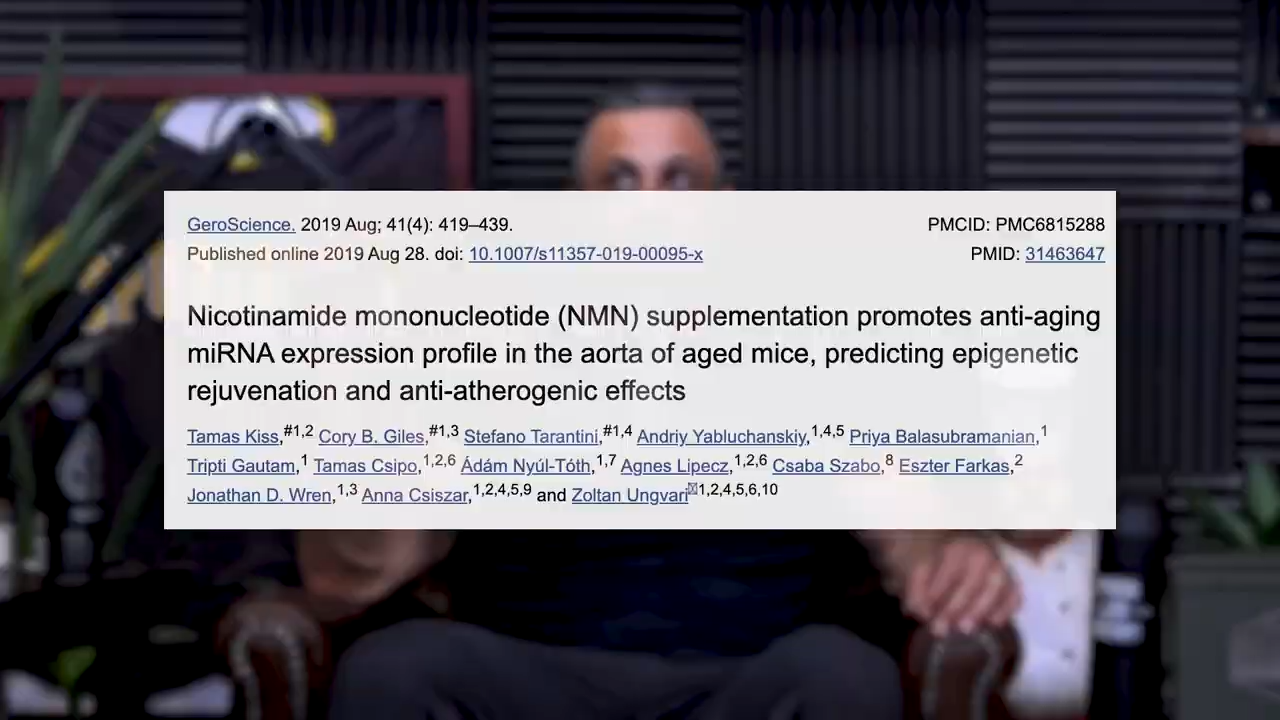 GeroScience. 2019 Aug; 41(4): 419–439. PMCID: PMC6815288
Published online 2019 Aug 28. doi: 10.1007/s11357-019-00095-x PMID: 31463647
Nicotinamide mononucleotide (NMN) supplementation promotes anti-aging
miRNA expression profile in the aorta of aged mice, predicting epigenetic
rejuvenation and anti-atherogenic effects
Tamas Kiss,#1,2 Cory B. Giles,#1,3 Stefano Tarantini,#1,4 Andriy Yabluchanskiy,1,4,5 Priya Balasubramanian,1
Tripti Gautam,1 Tamas Csipo,1,2,6 Ádám Nyúl-Tóth,1,7 Agnes Lipecz,1,2,6 Csaba Szabo,8 Eszter Farkas,2
Jonathan D. Wren,1,3 Anna Csiszar,1,2,4,5,9 and Zoltan Ungvari1,2,4,5,6,10